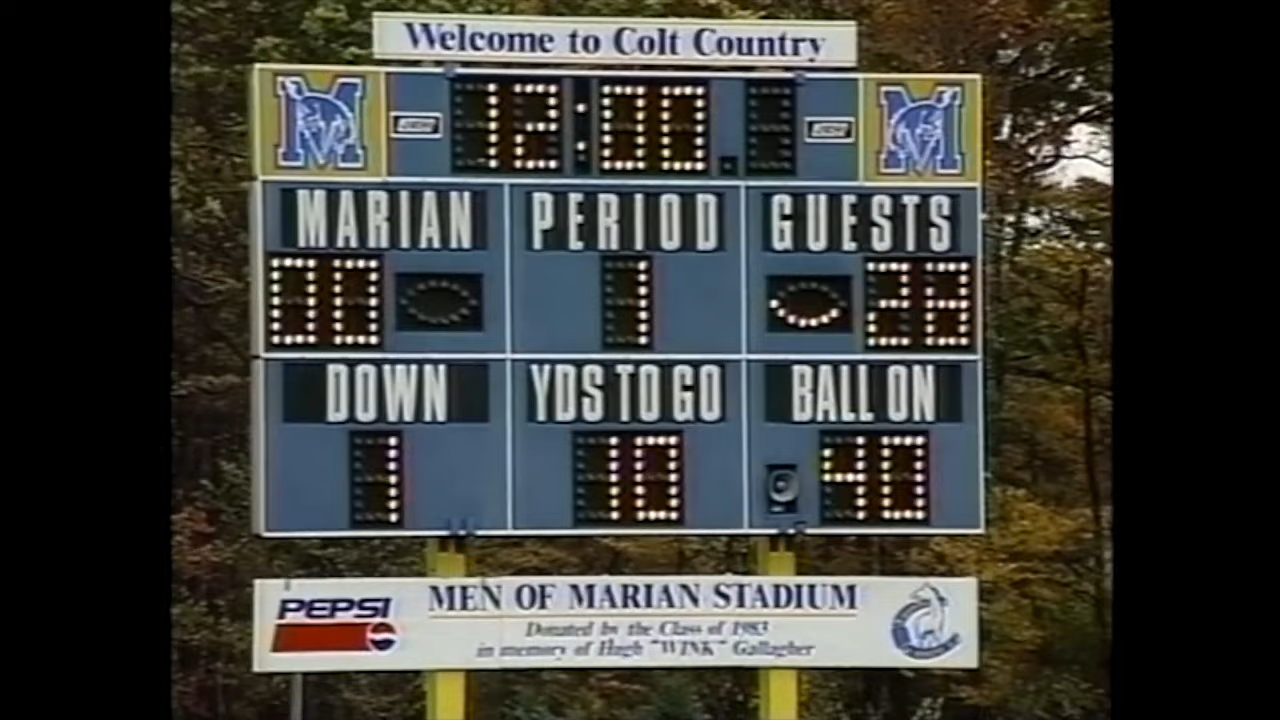 Welcome to Colt Country
M M
12:00.
MARIAN PERIOD GUESTS
00 1 28
DOWN YDS TO GO BALL ON
1 10 40
PEPSI MEN OF MARIAN STADIUM
Donated by the Class of 1983
in memory of Hugh "WINK" Gallagher